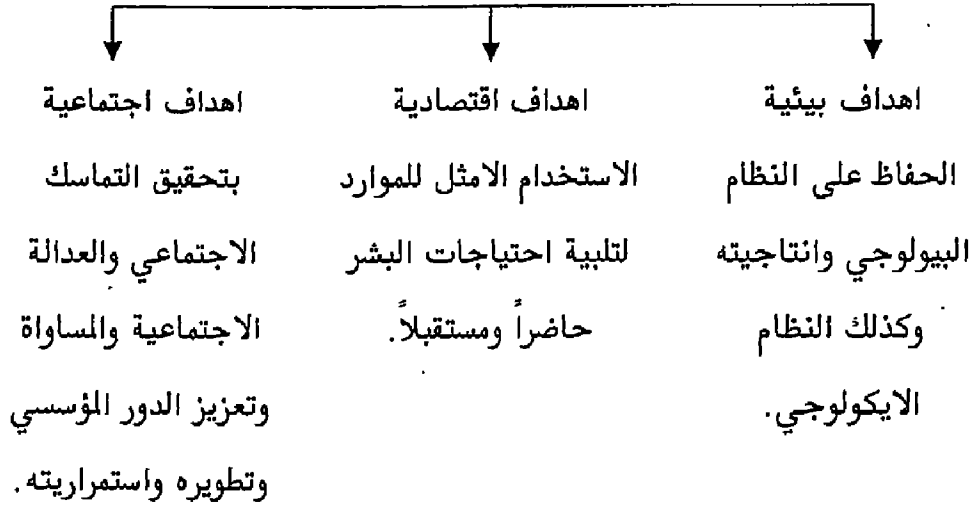 اهداف بيئية
الحفاظ على النظام
البيولوجي وانتاجيته
وكذلك النظام
الايكولوجي.
اهداف اقتصادية
الاستخدام الامثل للموارد
لتلبية احتياجات البشر
حاضراً ومستقبلاً.
اهداف اجتماعية
بتحقيق التماسك
الاجتماعي والعدالة
الاجتماعية والمساواة
وتعزيز الدور المؤسسي
وتطويره واستمراريته.